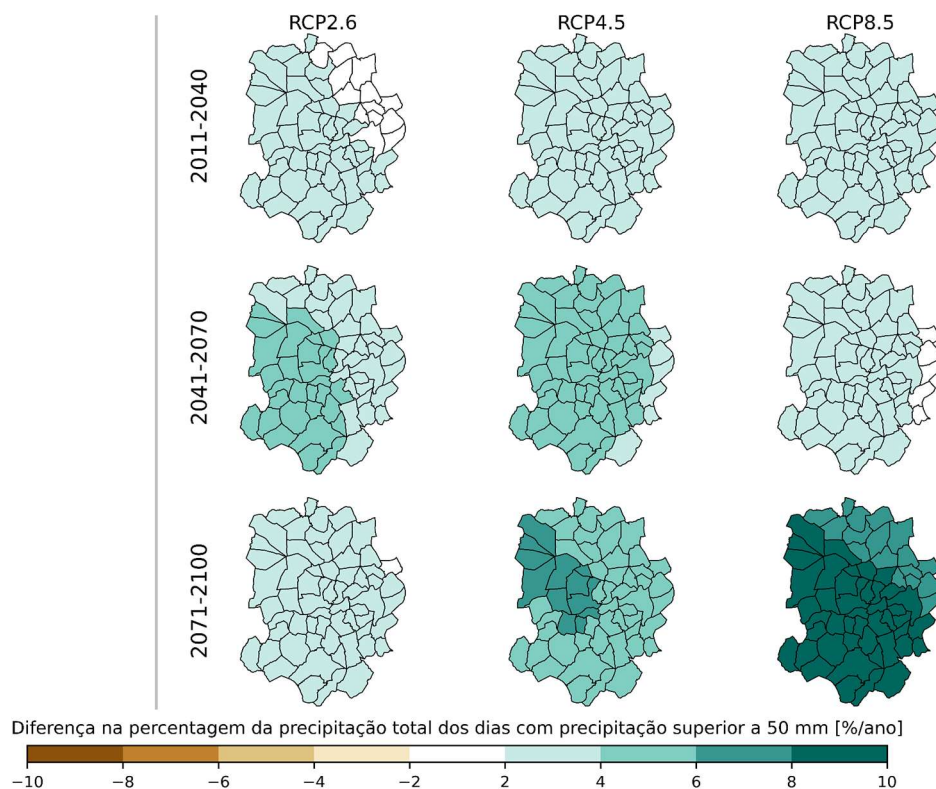 RCP2.6 RCP4.5 RCP8.5
2011-2040
2041-2070
2071-2100
Diferença na percentagem da precipitação total dos dias com precipitação superior a 50 mm [%/ano]
−10 −8 −6 −4 −2 2 4 6 8 10